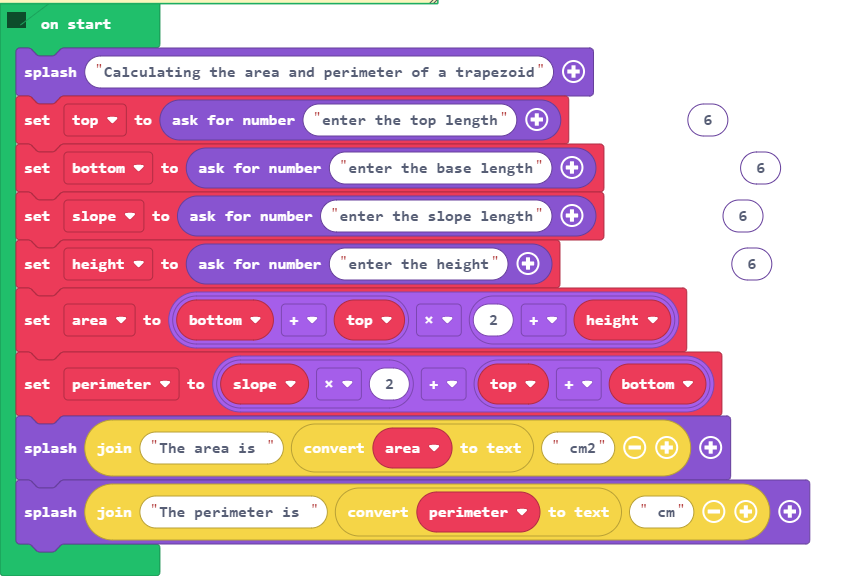 on start
splash "Calculating the area and perimeter of a trapezoid"
set top to ask for number "enter the top length" 6
set bottom to ask for number "enter the base length" 6
set slope to ask for number "enter the slope length" 6
set height to ask for number "enter the height" 6
set area to bottom + top × 2 + height
set perimeter to slope × 2 + top + bottom
splash join "The area is " convert area to text " cm2"
splash join "The perimeter is " convert perimeter to text " cm"